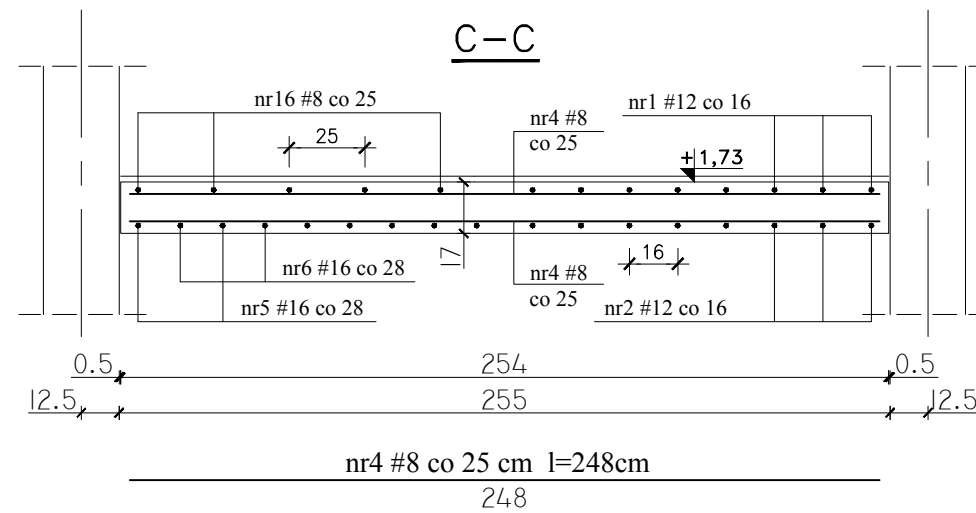 C-C
nr16 #8 co 25
nr4 #8
co 25
nr1 #12 co 16
25
+1,73
17
16
nr6 #16 co 28
nr4 #8
co 25
nr5 #16 co 28
nr2 #12 co 16
0.5
254
0.5
12.5
255
12.5
nr4 #8 co 25 cm l=248cm
248